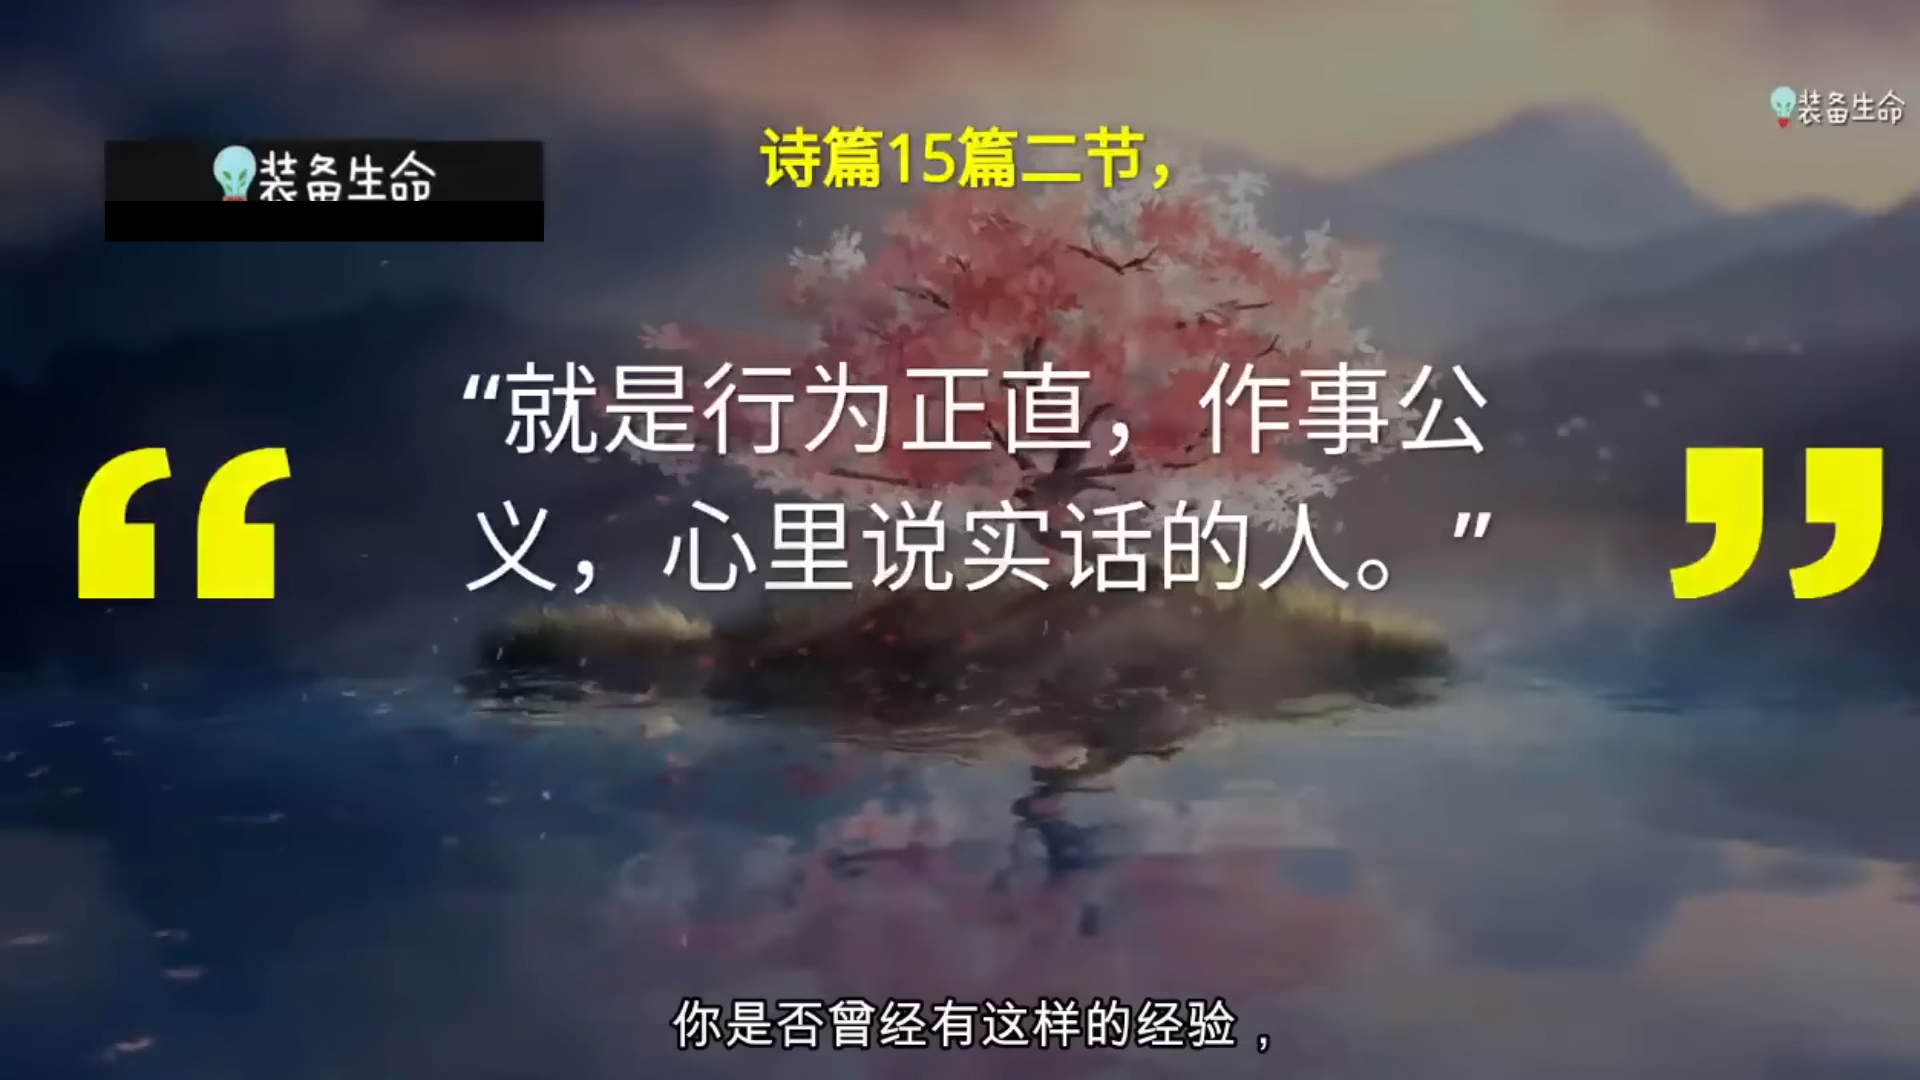 装备生命
诗篇15篇二节，
装备生命
“就是行为正直，作事公
义，心里说实话的人。”
你是否曾经有这样的经验，